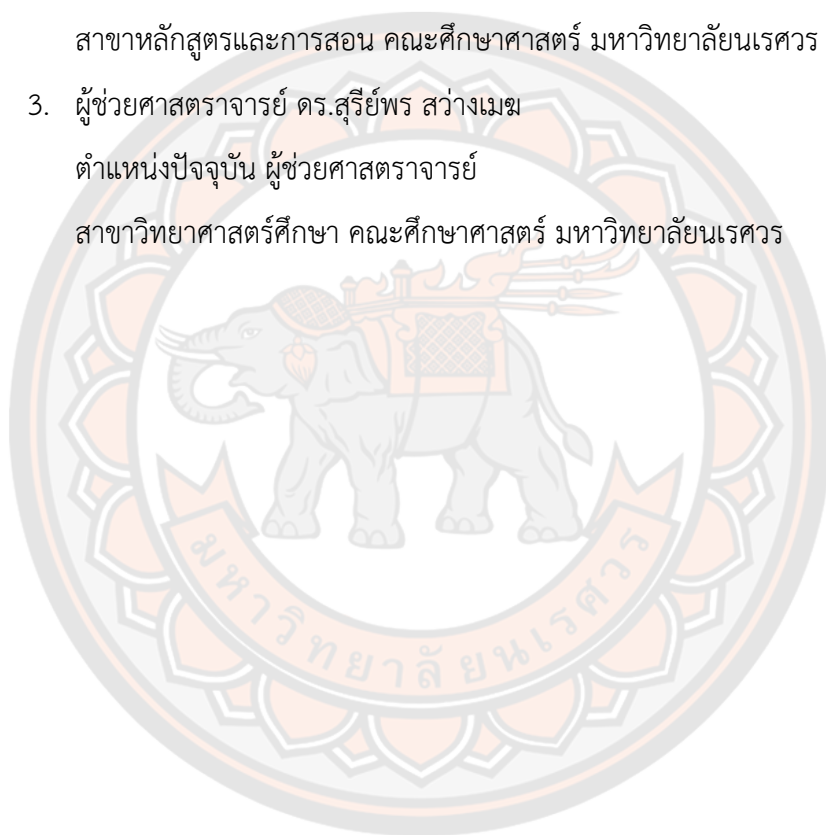 สาขาหลักสูตรและการสอน คณะศึกษาศาสตร์ มหาวิทยาลัยนเรศวร
3. ผู้ช่วยศาสตราจารย์ ดร.สุรีย์พร สว่างเมฆ
ตำแหน่งปัจจุบัน ผู้ช่วยศาสตราจารย์
สาขาวิทยาศาสตร์ศึกษา คณะศึกษาศาสตร์ มหาวิทยาลัยนเรศวร
มหาวิทยาลัยนเรศวร